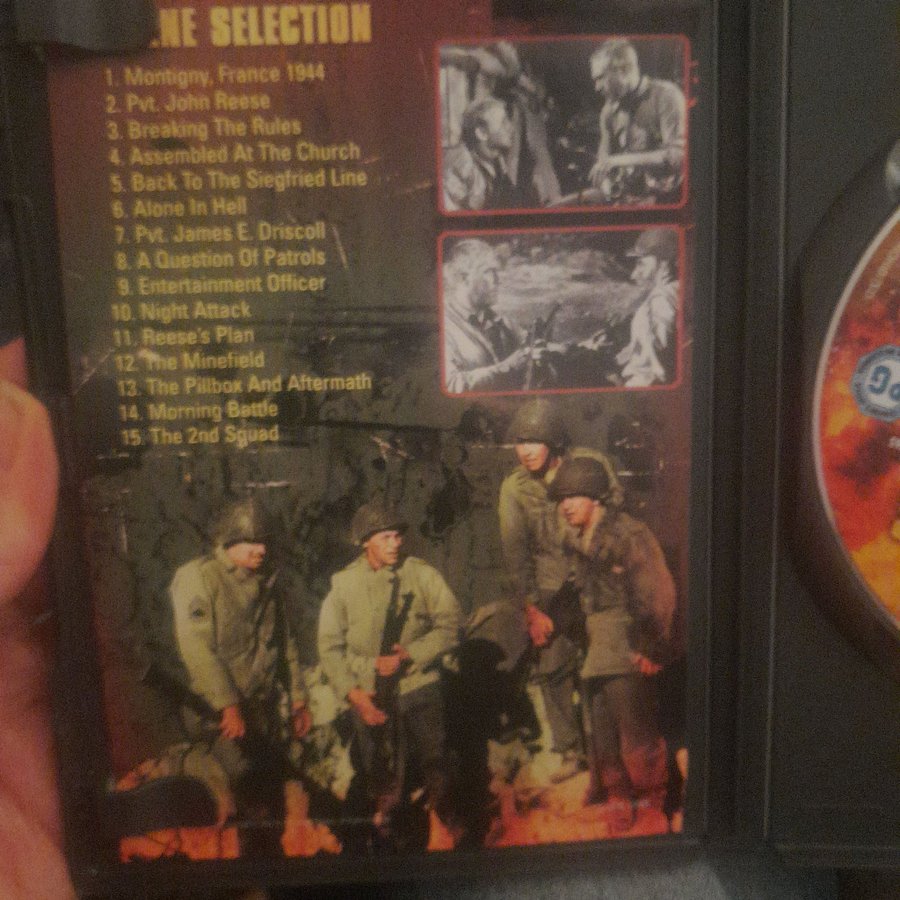 NE SELECTION
1. Montigny, France 1944
2. Pvt. John Reese
3. Breaking The Rules
4. Assembled At The Church
5. Back To The Siegfried Line
6. Alone In Hell
7. Pvt. James E. Driscoll
8. A Question Of Patrols
9. Entertainment Officer
10. Night Attack
11. Reese's Plan
12. The Minefield
13. The Pillbox And Aftermath
14. Morning Battle
15. The 2nd Squad